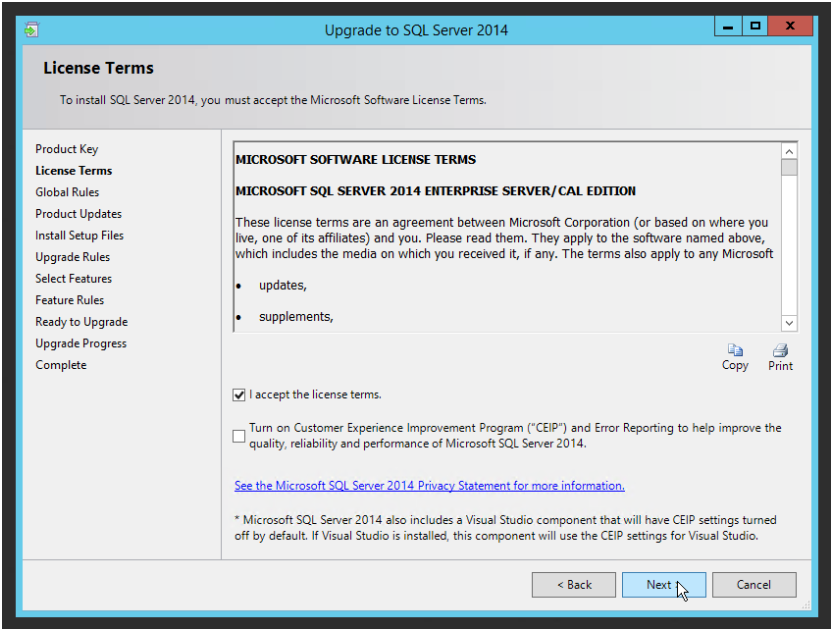 Upgrade to SQL Server 2014
License Terms
To install SQL Server 2014, you must accept the Microsoft Software License Terms.
Product Key
License Terms
Global Rules
Product Updates
Install Setup Files
Upgrade Rules
Select Features
Feature Rules
Ready to Upgrade
Upgrade Progress
Complete
MICROSOFT SOFTWARE LICENSE TERMS
MICROSOFT SQL SERVER 2014 ENTERPRISE SERVER/CAL EDITION
These license terms are an agreement between Microsoft Corporation (or based on where you
live, one of its affiliates) and you. Please read them. They apply to the software named above,
which includes the media on which you received it, if any. The terms also apply to any Microsoft
• updates,
• supplements,
Copy Print
I accept the license terms.
Turn on Customer Experience Improvement Program ("CEIP") and Error Reporting to help improve the
quality, reliability and performance of Microsoft SQL Server 2014.
See the Microsoft SQL Server 2014 Privacy Statement for more information.
* Microsoft SQL Server 2014 also includes a Visual Studio component that will have CEIP settings turned
off by default. If Visual Studio is installed, this component will use the CEIP settings for Visual Studio.
< Back Next Cancel